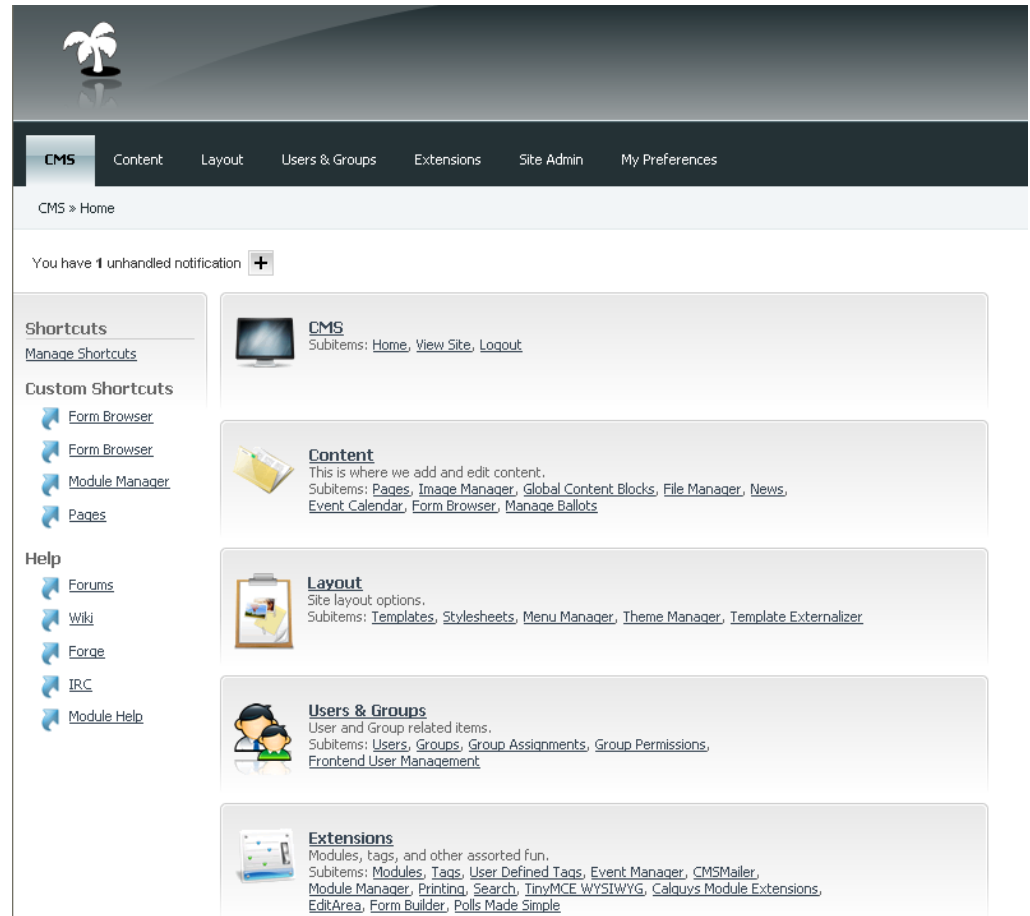 CMS Content Layout Users & Groups Extensions Site Admin My Preferences
CMS » Home
You have 1 unhandled notification +
Shortcuts
Manage Shortcuts
Custom Shortcuts
Form Browser
Form Browser
Module Manager
Pages
Help
Forums
Wiki
Forge
IRC
Module Help
CMS
Subitems: Home, View Site, Logout
Content
This is where we add and edit content.
Subitems: Pages, Image Manager, Global Content Blocks, File Manager, News,
Event Calendar, Form Browser, Manage Ballots
Layout
Site layout options.
Subitems: Templates, Stylesheets, Menu Manager, Theme Manager, Template Externalizer
Users & Groups
User and Group related items.
Subitems: Users, Groups, Group Assignments, Group Permissions,
Frontend User Management
Extensions
Modules, tags, and other assorted fun.
Subitems: Modules, Tags, User Defined Tags, Event Manager, CMSMailer,
Module Manager, Printing, Search, TinyMCE WYSIWYG, Calguys Module Extensions,
EditArea, Form Builder, Polls Made Simple